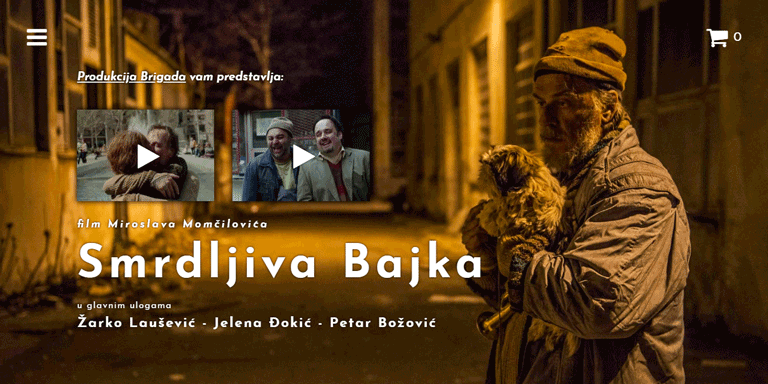 0
Produkcija Brigada vam predstavlja:
film Miroslava Momčilovića
Smrdljiva Bajka
u glavnim ulogama
Žarko Laušević - Jelena Đokić - Petar Božović